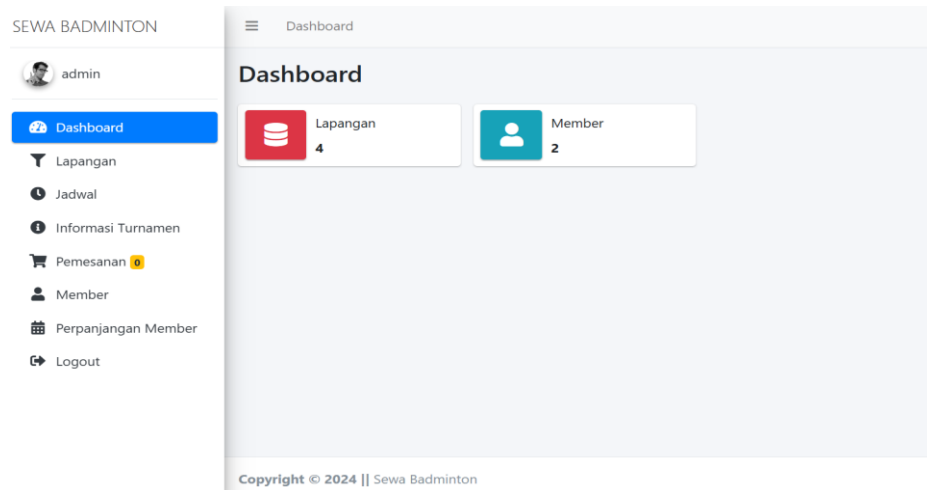 SEWA BADMINTON
admin
Dashboard
Lapangan
Jadwal
Informasi Turnamen
Pemesanan 0
Member
Perpanjangan Member
Logout
Dashboard
Dashboard
Lapangan
4
Member
2
Copyright © 2024 || Sewa Badminton